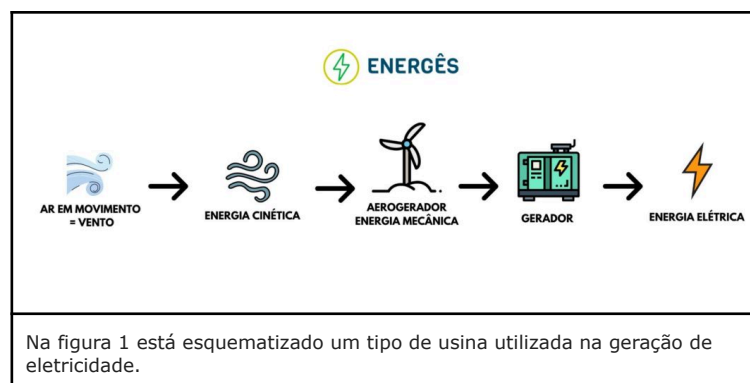 ENERGÊS
AR EM MOVIMENTO
= VENTO
ENERGIA CINÉTICA
AEROGERADOR
ENERGIA MECÂNICA
GERADOR
ENERGIA ELÉTRICA
Na figura 1 está esquematizado um tipo de usina utilizada na geração de
eletricidade.